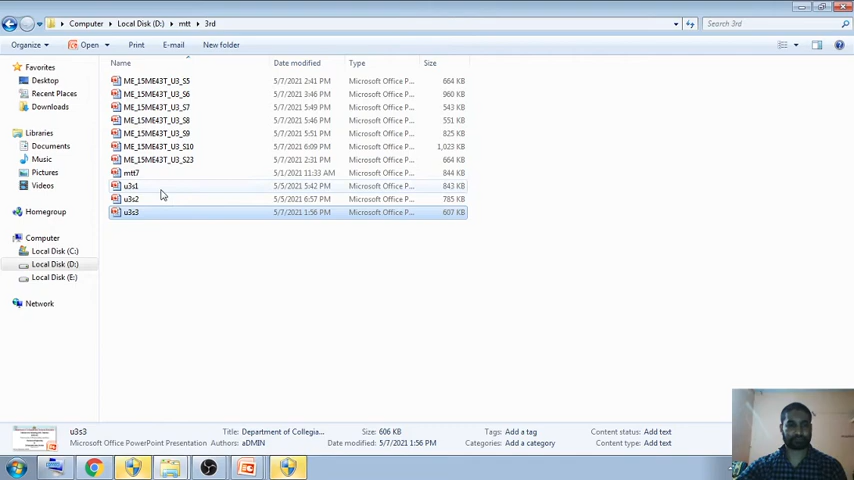 Computer ▸ Local Disk (D:) ▸ mtt ▸ 3rd
Search 3rd
Organize Open Print E-mail New folder
Name Date modified Type Size
Favorites
Desktop
Recent Places
Downloads
Libraries
Documents
Music
Pictures
Videos
Homegroup
Computer
Local Disk (C:)
Local Disk (D:)
Local Disk (E:)
Network
ME_15ME43T_U3_S5 5/7/2021 2:41 PM Microsoft Office P... 664 KB
ME_15ME43T_U3_S6 5/7/2021 3:46 PM Microsoft Office P... 960 KB
ME_15ME43T_U3_S7 5/7/2021 5:49 PM Microsoft Office P... 543 KB
ME_15ME43T_U3_S8 5/7/2021 5:46 PM Microsoft Office P... 551 KB
ME_15ME43T_U3_S9 5/7/2021 5:51 PM Microsoft Office P... 825 KB
ME_15ME43T_U3_S10 5/7/2021 6:09 PM Microsoft Office P... 1,023 KB
ME_15ME43T_U3_S23 5/7/2021 2:31 PM Microsoft Office P... 664 KB
mtt7 5/1/2021 11:33 AM Microsoft Office P... 844 KB
u3s1 5/5/2021 5:42 PM Microsoft Office P... 843 KB
u3s2 5/5/2021 6:57 PM Microsoft Office P... 785 KB
u3s3 5/7/2021 1:56 PM Microsoft Office P... 607 KB
u3s3 Title: Department of Collegia... Size: 606 KB Tags: Add a tag Content status: Add text
Microsoft Office PowerPoint Presentation Authors: aDMIN Date modified: 5/7/2021 1:56 PM Categories: Add a category Content type: Add text